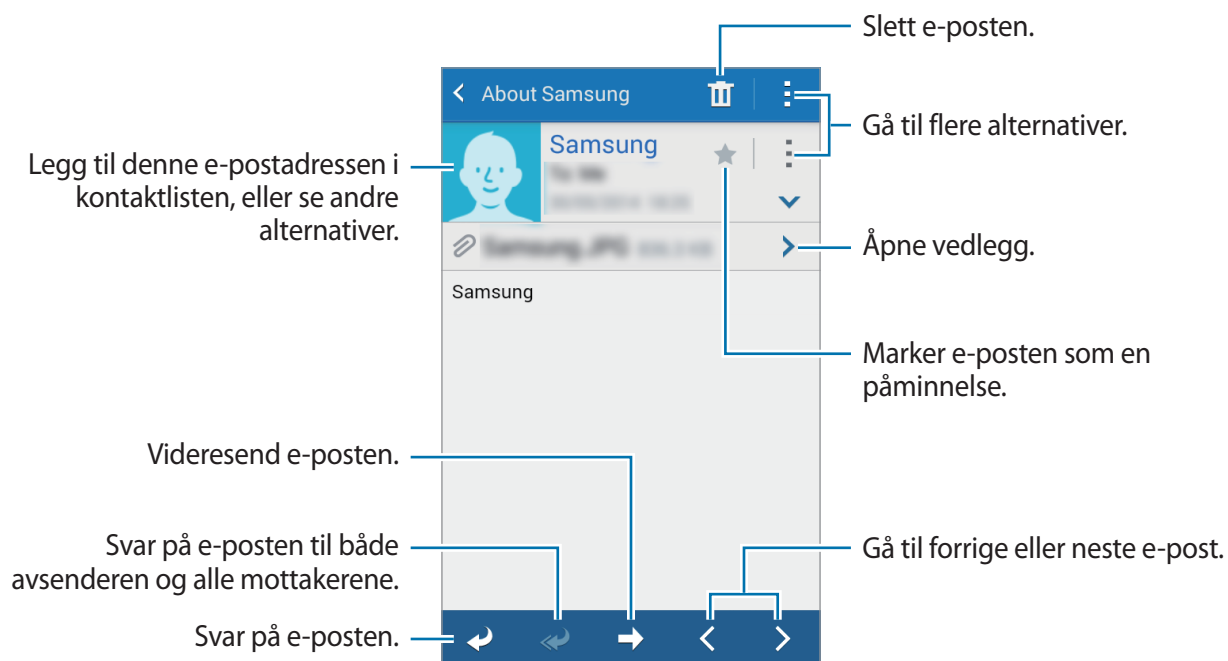 Slett e-posten.
About Samsung
Gå til flere alternativer.
Samsung
Legg til denne e-postadressen i
kontaktlisten, eller se andre
alternativer.
Åpne vedlegg.
Samsung
Marker e-posten som en
påminnelse.
Videresend e-posten.
Svar på e-posten til både
avsenderen og alle mottakerene.
Gå til forrige eller neste e-post.
Svar på e-posten.